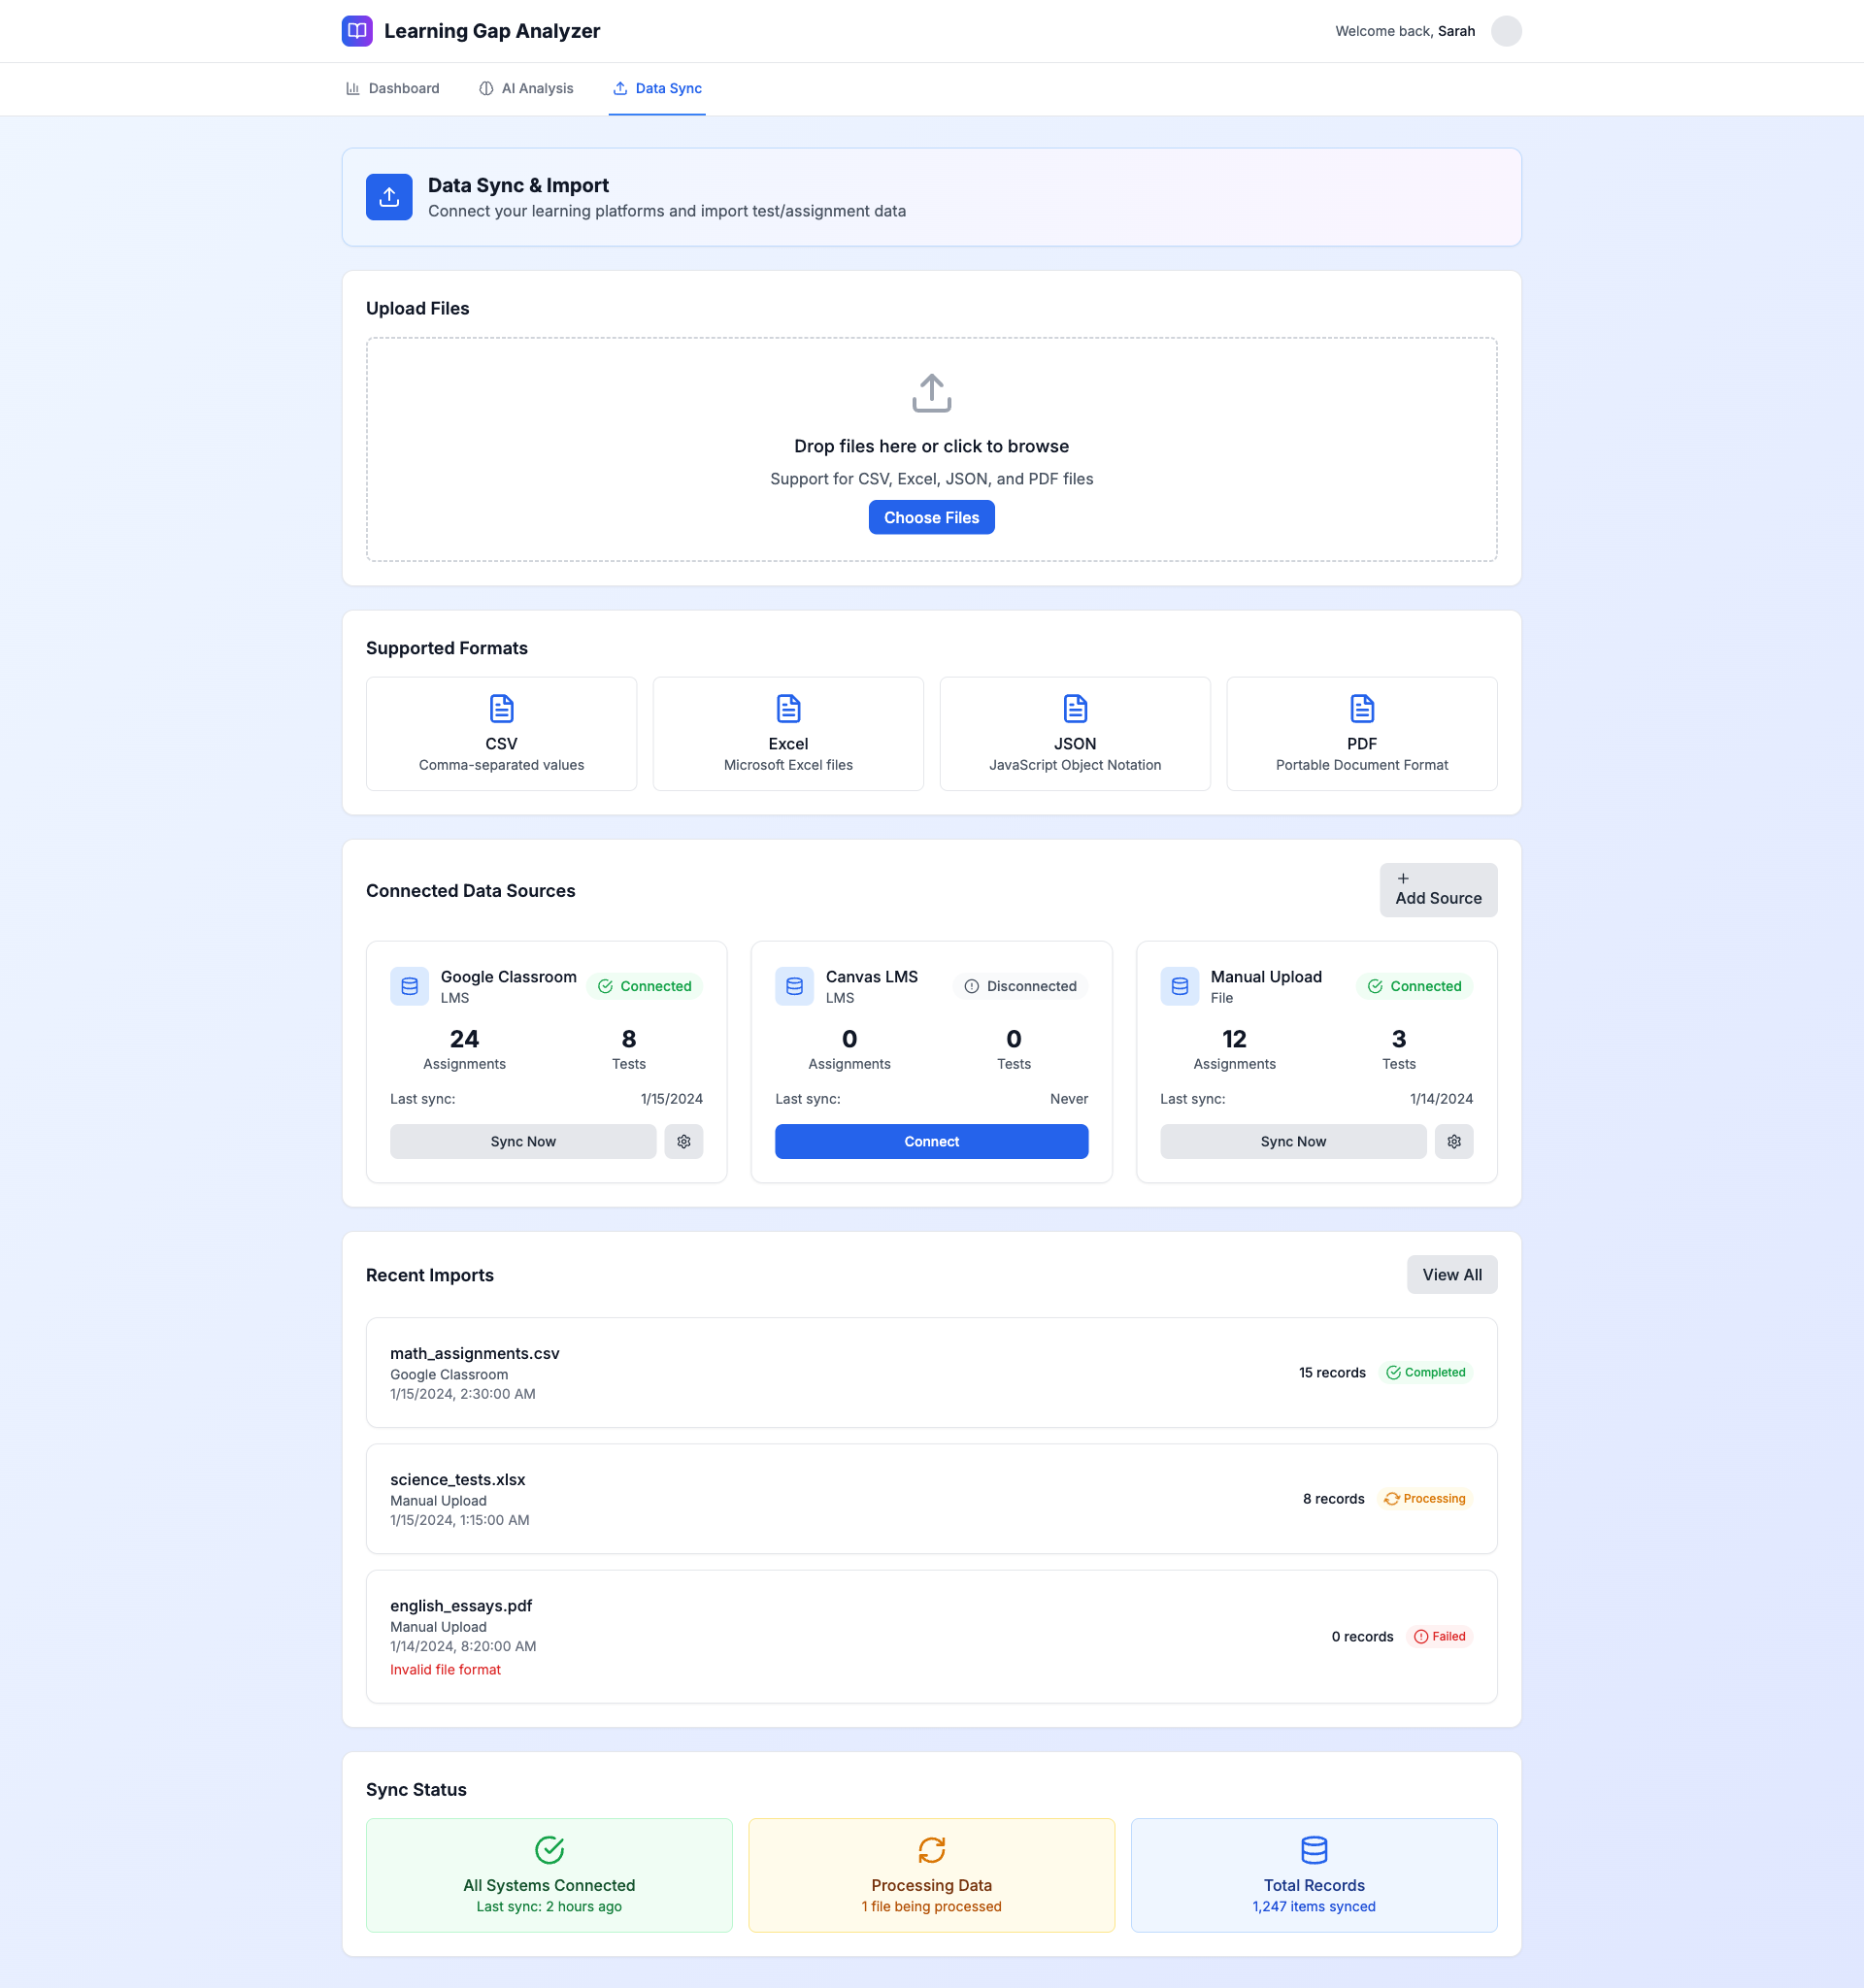 Learning Gap Analyzer
Welcome back, Sarah
Dashboard
AI Analysis
Data Sync
Data Sync & Import
Connect your learning platforms and import test/assignment data
Upload Files
Drop files here or click to browse
Support for CSV, Excel, JSON, and PDF files
Choose Files
Supported Formats
CSV
Comma-separated values
Excel
Microsoft Excel files
JSON
JavaScript Object Notation
PDF
Portable Document Format
Connected Data Sources
Add Source
Google Classroom
LMS
Connected
24
Assignments
8
Tests
Last sync: 1/15/2024
Sync Now
Canvas LMS
LMS
Disconnected
0
Assignments
0
Tests
Last sync: Never
Connect
Manual Upload
File
Connected
12
Assignments
3
Tests
Last sync: 1/14/2024
Sync Now
Recent Imports
View All
math_assignments.csv
Google Classroom
1/15/2024, 2:30:00 AM
15 records
Completed
science_tests.xlsx
Manual Upload
1/15/2024, 1:15:00 AM
8 records
Processing
english_essays.pdf
Manual Upload
1/14/2024, 8:20:00 AM
Invalid file format
0 records
Failed
Sync Status
All Systems Connected
Last sync: 2 hours ago
Processing Data
1 file being processed
Total Records
1,247 items synced